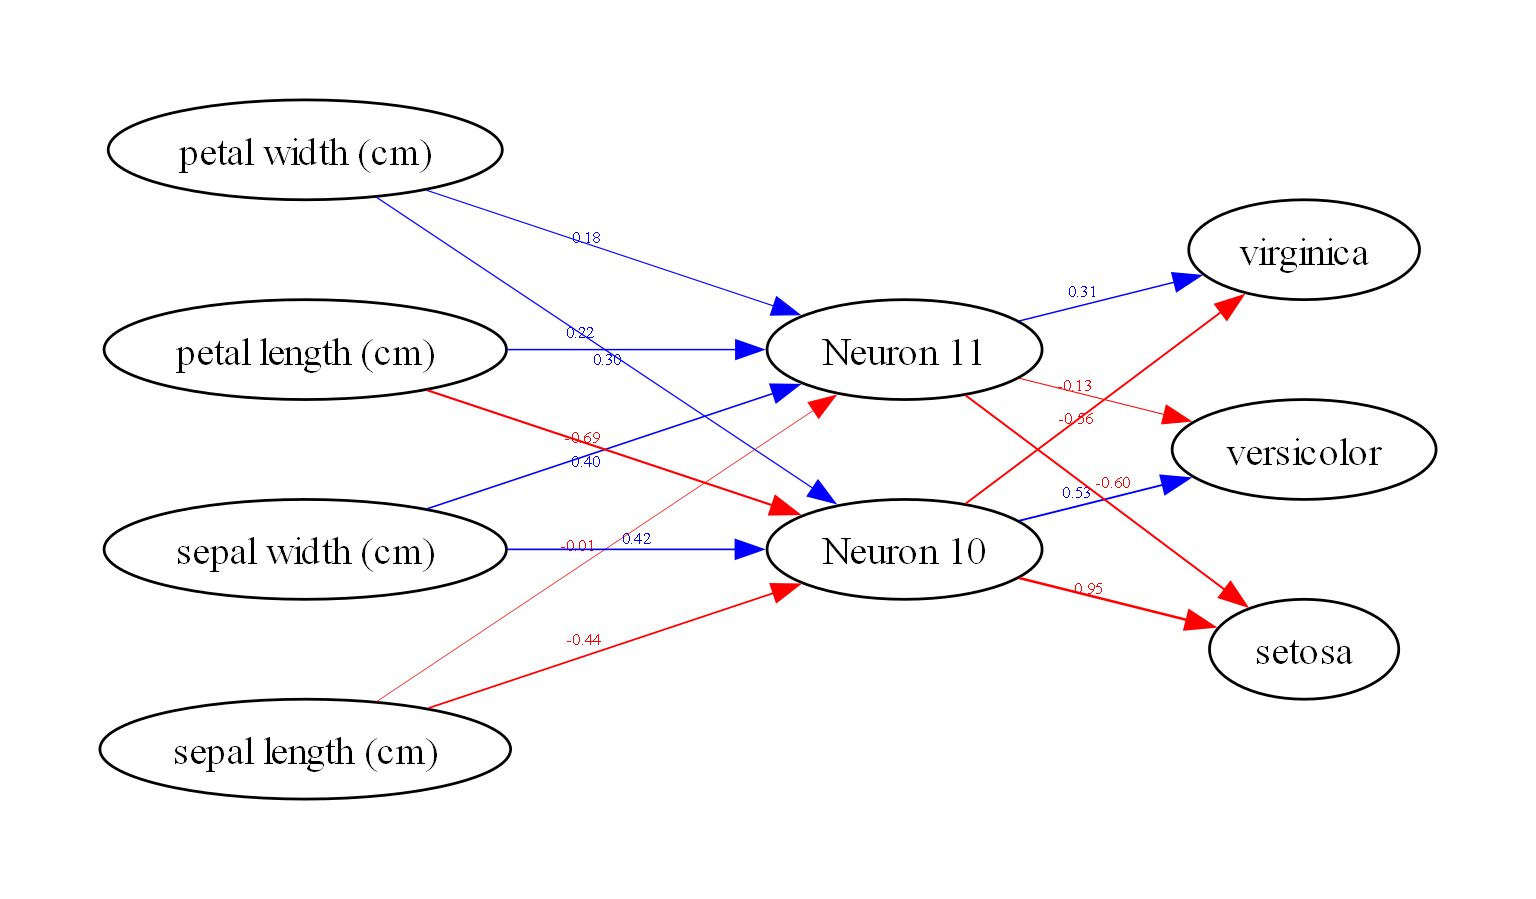 petal width (cm)
0.18
virginica
0.31
0.22
petal length (cm)
Neuron 11
0.30
-0.13
-0.56
-0.69
versicolor
0.40
-0.60
0.53
0.42
-0.01
sepal width (cm)
Neuron 10
-0.95
-0.44
setosa
sepal length (cm)